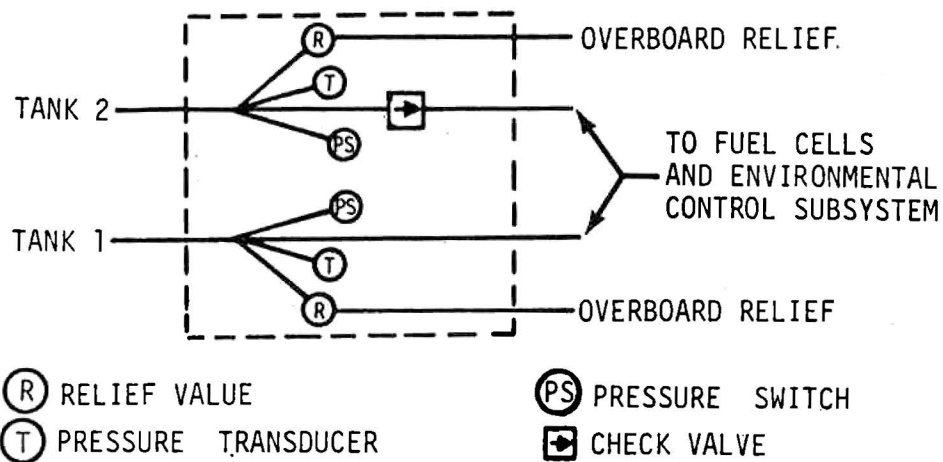 R
OVERBOARD RELIEF.
T
TANK 2
PS
TO FUEL CELLS
AND ENVIRONMENTAL
CONTROL SUBSYSTEM
PS
TANK 1
T
R
OVERBOARD RELIEF
R RELIEF VALUE
PS PRESSURE SWITCH
T PRESSURE TRANSDUCER
CHECK VALVE